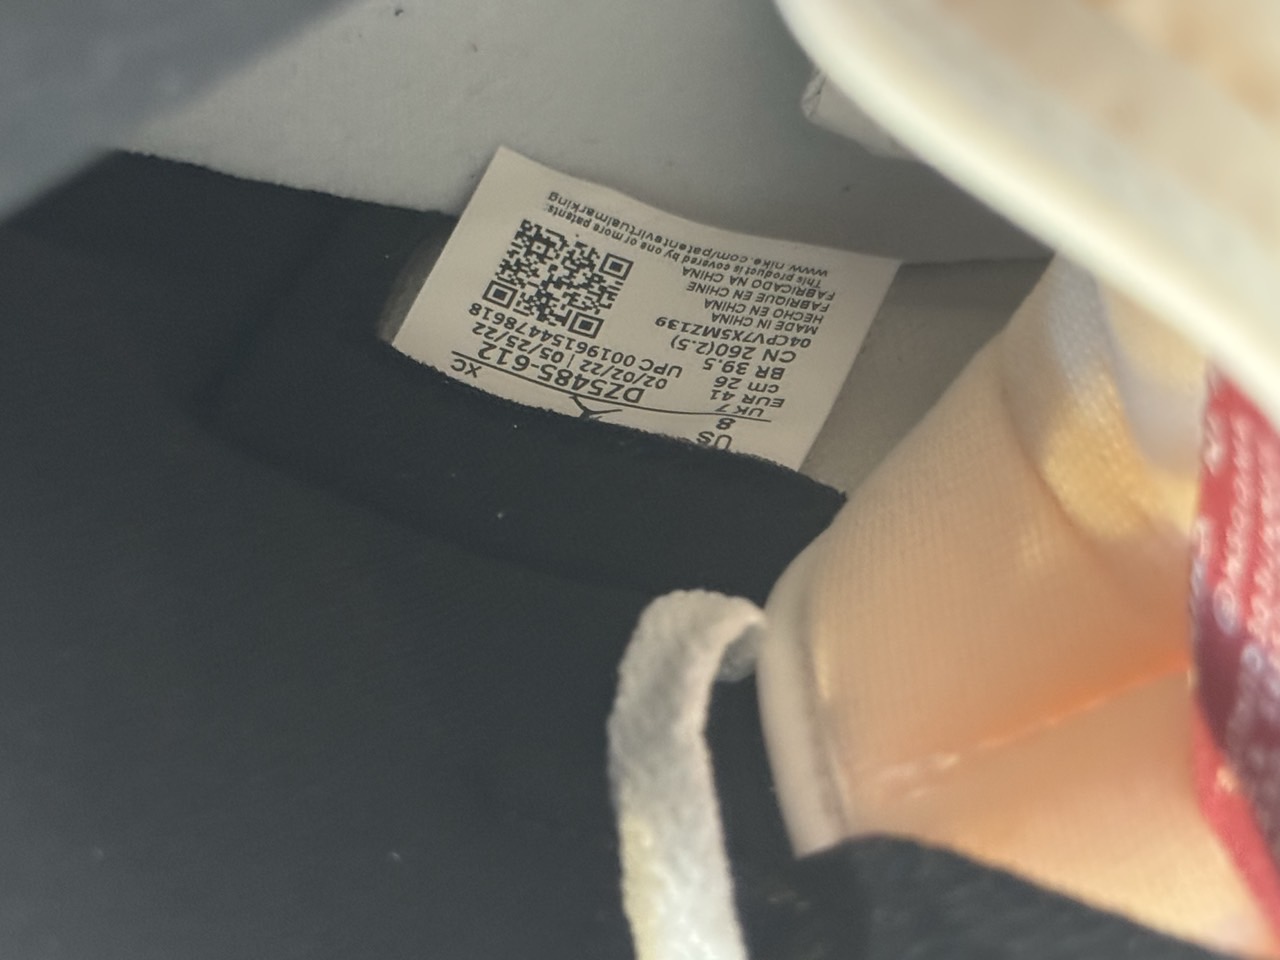 US
8
UK 7
EUR 41
cm 26
BR 39.5
CN 260(2.5)
04CPV7X5MZ139
XC
DZ5485-612
02/02/22 | 05/25/22
UPC 00196154478618
MADE IN CHINA
HECHO EN CHINA
FABRIQUE EN CHINE
FABRICADO NA CHINA
This product is covered by one or more patents.
www.nike.com/patentevirtualmarking